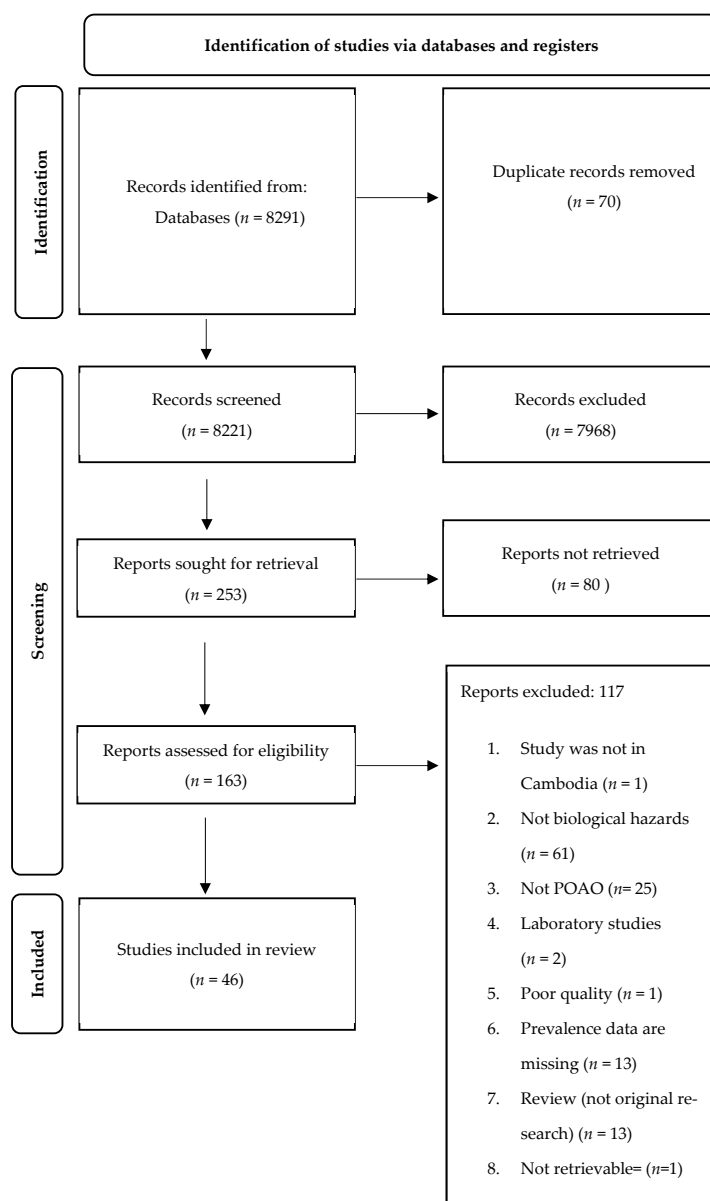 Identification of studies via databases and registers
Identification
Records identified from:
Databases (n = 8291)
Duplicate records removed
(n = 70)
Screening
Records screened
(n = 8221)
Records excluded
(n = 7968)
Reports sought for retrieval
(n = 253)
Reports not retrieved
(n = 80 )
Reports assessed for eligibility
(n = 163)
Reports excluded: 117
1. Study was not in
Cambodia (n = 1)
2. Not biological hazards
(n = 61)
3. Not POAO (n= 25)
4. Laboratory studies
(n = 2)
5. Poor quality (n = 1)
6. Prevalence data are
missing (n = 13)
7. Review (not original re-
search) (n = 13)
8. Not retrievable= (n=1)
Included
Studies included in review
(n = 46)